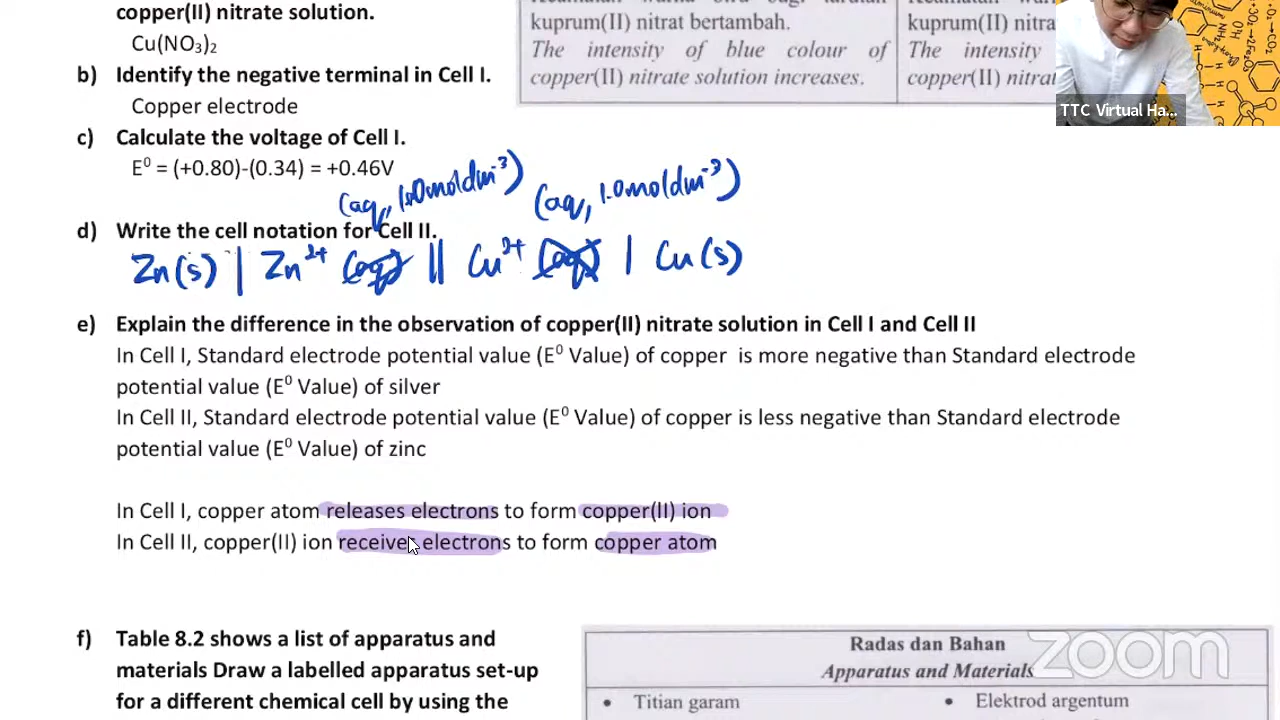 copper(II) nitrate solution.
Cu(NO₃)₂
b) Identify the negative terminal in Cell I.
Copper electrode
c) Calculate the voltage of Cell I.
E⁰ = (+0.80)-(0.34) = +0.46V
kuprum(II) nitrat bertambah.
The intensity of blue colour of
copper(II) nitrate solution increases.
kuprum(II) nitra
The intensity
copper(II) nitrat
TTC Virtual Ha...
(aq, 1.0moldm⁻³) (aq, 1.0moldm⁻³)
d) Write the cell notation for Cell II.
Zn(s) | Zn²⁺ (aq) || Cu²⁺ (aq) | Cu(s)
e) Explain the difference in the observation of copper(II) nitrate solution in Cell I and Cell II
In Cell I, Standard electrode potential value (E⁰ Value) of copper is more negative than Standard electrode
potential value (E⁰ Value) of silver
In Cell II, Standard electrode potential value (E⁰ Value) of copper is less negative than Standard electrode
potential value (E⁰ Value) of zinc
In Cell I, copper atom releases electrons to form copper(II) ion
In Cell II, copper(II) ion receives electrons to form copper atom
f) Table 8.2 shows a list of apparatus and
materials Draw a labelled apparatus set-up
for a different chemical cell by using the
Radas dan Bahan
Apparatus and Materials
• Titian garam • Elektrod argentum
zoom